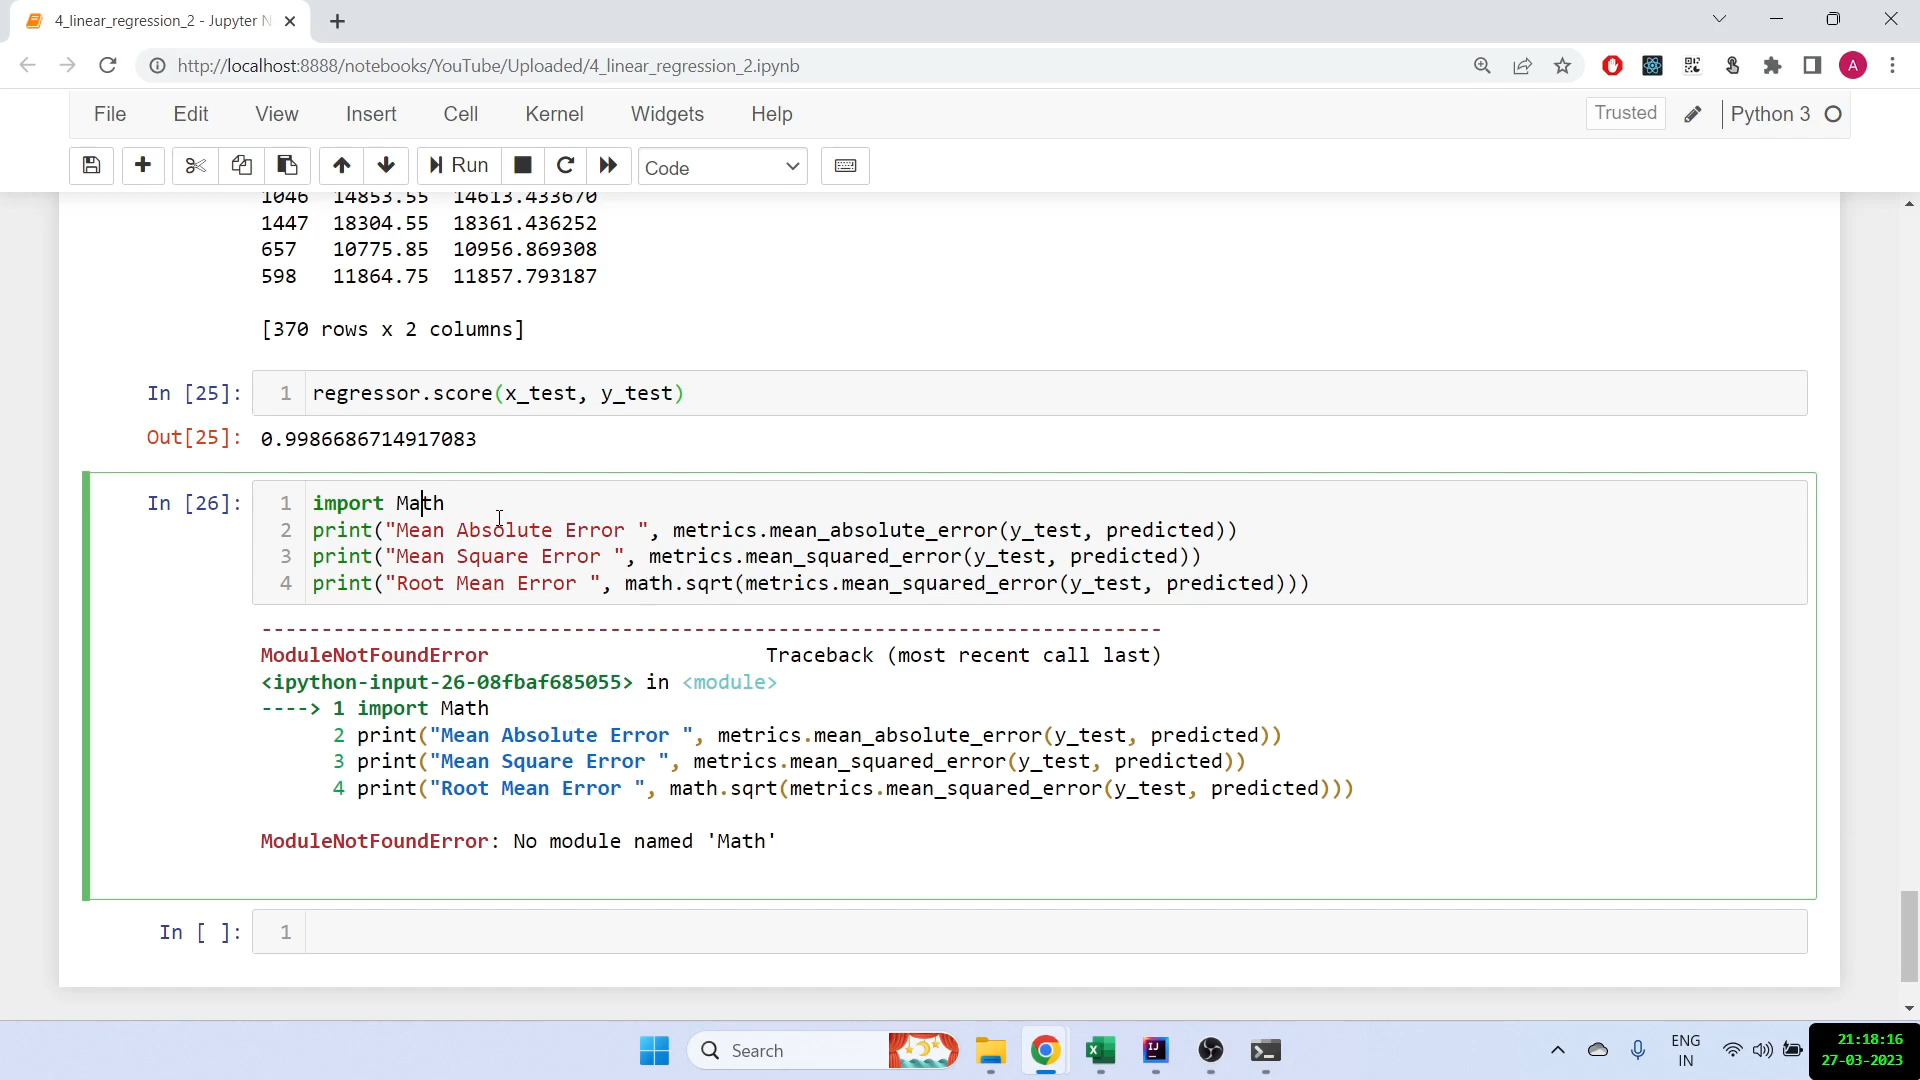 4_linear_regression_2 - Jupyter N
http://localhost:8888/notebooks/YouTube/Uploaded/4_linear_regression_2.ipynb
A
File Edit View Insert Cell Kernel Widgets Help Trusted Python 3
Run Code
1046 14853.55 14613.433670
1447 18304.55 18361.436252
657 10775.85 10956.869308
598 11864.75 11857.793187
[370 rows x 2 columns]
In [25]: 1 regressor.score(x_test, y_test)
Out[25]: 0.9986686714917083
In [26]: 1 import Math
2 print("Mean Absolute Error ", metrics.mean_absolute_error(y_test, predicted))
3 print("Mean Square Error ", metrics.mean_squared_error(y_test, predicted))
4 print("Root Mean Error ", math.sqrt(metrics.mean_squared_error(y_test, predicted)))
---------------------------------------------------------------------------
ModuleNotFoundError Traceback (most recent call last)
<ipython-input-26-08fbaf685055> in <module>
----> 1 import Math
2 print("Mean Absolute Error ", metrics.mean_absolute_error(y_test, predicted))
3 print("Mean Square Error ", metrics.mean_squared_error(y_test, predicted))
4 print("Root Mean Error ", math.sqrt(metrics.mean_squared_error(y_test, predicted)))
ModuleNotFoundError: No module named 'Math'
In [ ]: 1
Search
IJ
ENG
IN
21:18:16
27-03-2023